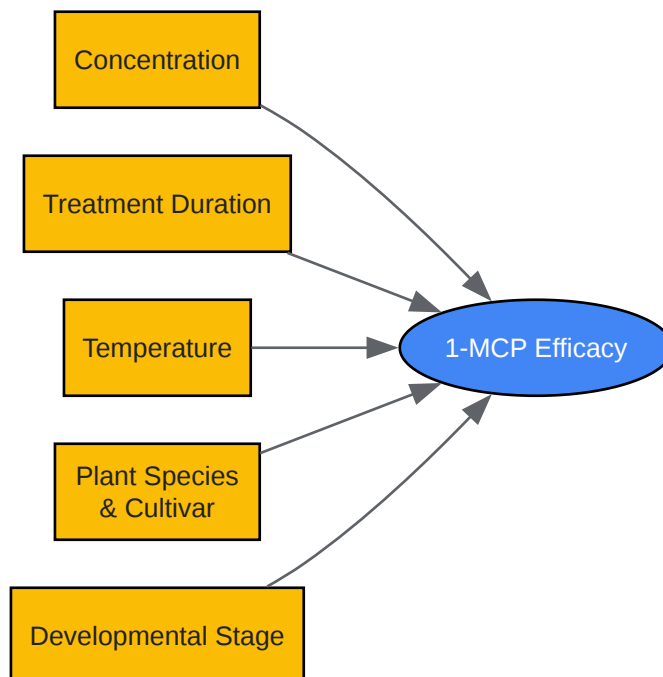 Concentration
Treatment Duration
Temperature
1-MCP Efficacy
Plant Species
& Cultivar
Developmental Stage